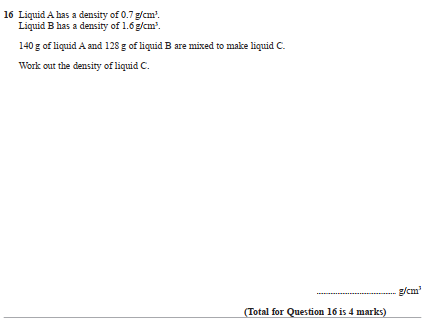 16 Liquid A has a density of 0.7 g/cm³.
Liquid B has a density of 1.6 g/cm³.
140 g of liquid A and 128 g of liquid B are mixed to make liquid C.
Work out the density of liquid C.
.................................... g/cm³
(Total for Question 16 is 4 marks)